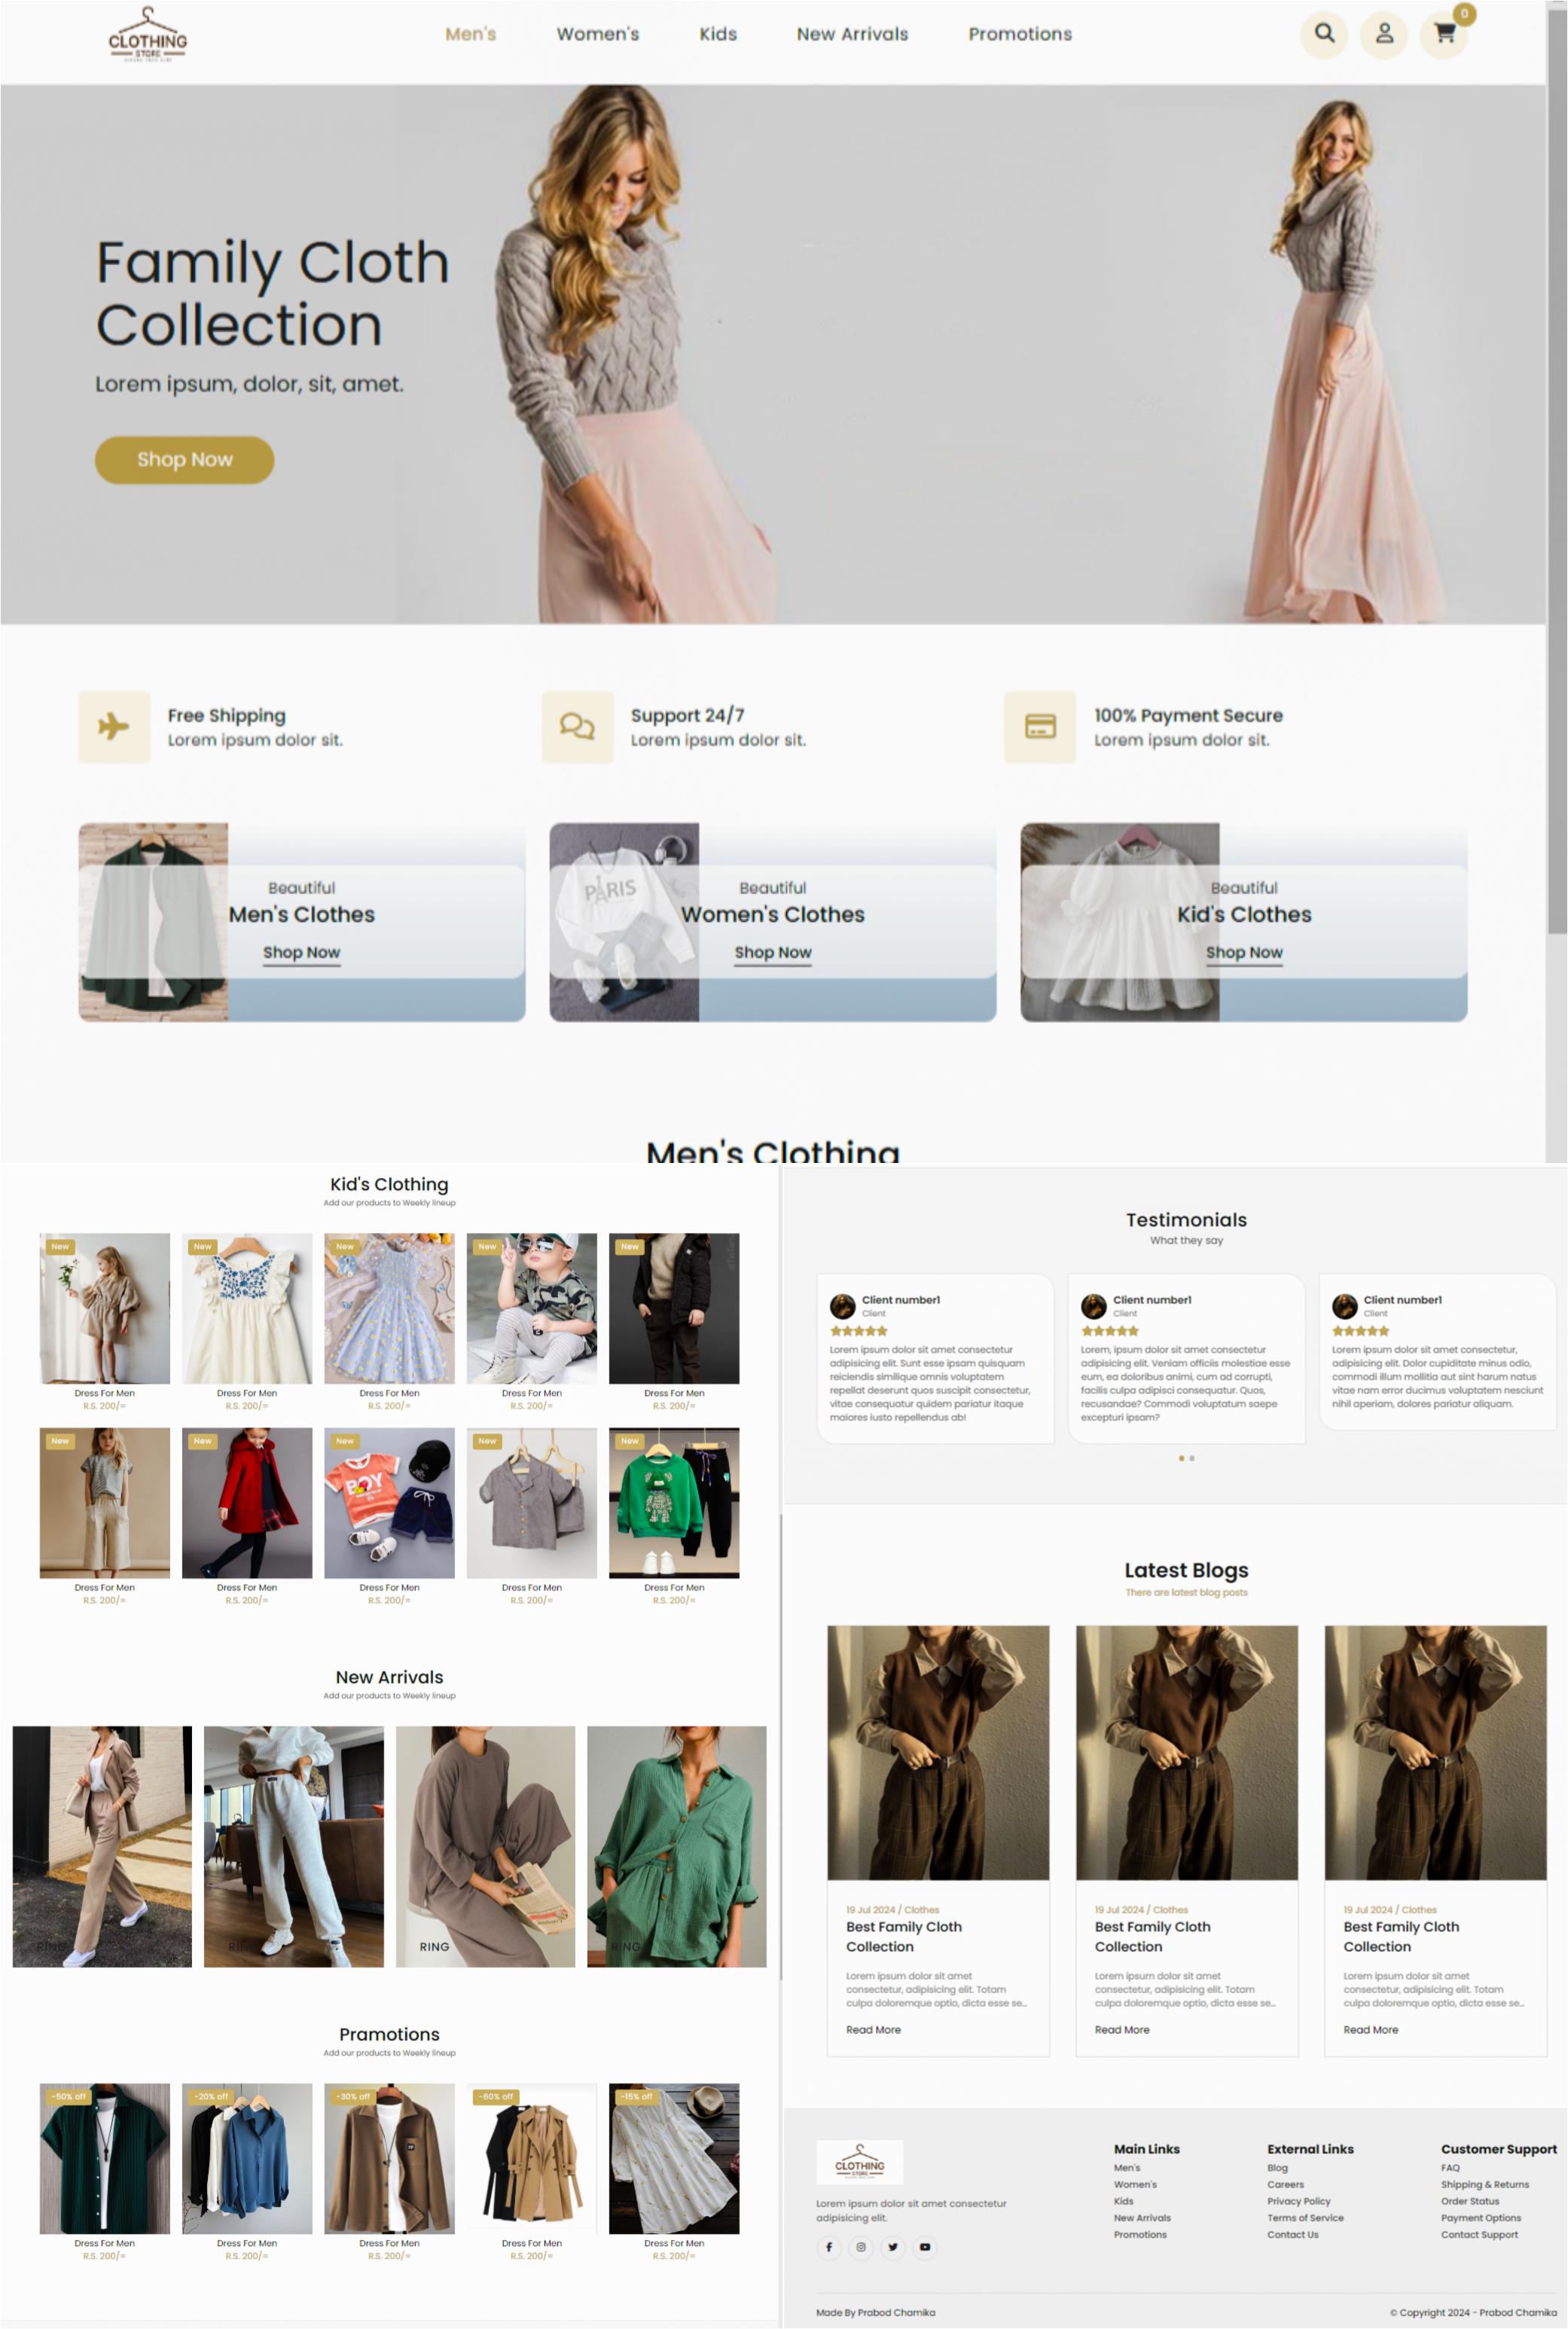 CLOTHING
STORE
Men's
Women's
Kids
New Arrivals
Promotions
0
Family Cloth
Collection
Lorem ipsum, dolor, sit, amet.
Shop Now
Free Shipping
Lorem ipsum dolor sit.
Support 24/7
Lorem ipsum dolor sit.
100% Payment Secure
Lorem ipsum dolor sit.
Beautiful
Men's Clothes
Shop Now
PARIS
Beautiful
Women's Clothes
Shop Now
Beautiful
Kid's Clothes
Shop Now
Men's Clothing
Kid's Clothing
Add our products to Weekly lineup
New
New
New
New
New
Dress For Men
R.S. 200/=
Dress For Men
R.S. 200/=
Dress For Men
R.S. 200/=
Dress For Men
R.S. 200/=
Dress For Men
R.S. 200/=
New
New
New
New
New
BOY
Dress For Men
R.S. 200/=
Dress For Men
R.S. 200/=
Dress For Men
R.S. 200/=
Dress For Men
R.S. 200/=
Dress For Men
R.S. 200/=
New Arrivals
Add our products to Weekly lineup
RING
RING
RING
RING
Pramotions
Add our products to Weekly lineup
-50% off
-20% off
-30% off
-60% off
-15% off
Dress For Men
R.S. 200/=
Dress For Men
R.S. 200/=
Dress For Men
R.S. 200/=
Dress For Men
R.S. 200/=
Dress For Men
R.S. 200/=
Testimonials
What they say
Client number1
Client
Lorem ipsum dolor sit amet consectetur
adipisicing elit. Sunt esse ipsam quisquam
reiciendis similique omnis voluptatem
repellat deserunt quos suscipit consectetur,
vitae consequatur quidem pariatur itaque
maiores iusto repellendus ab!
Client number1
Client
Lorem, ipsum dolor sit amet consectetur
adipisicing elit. Veniam officiis molestiae esse
eum, ea doloribus animi, cum ad corrupti,
facilis culpa adipisci consequatur. Quos,
recusandae? Commodi voluptatum saepe
excepturi ipsam?
Client number1
Client
Lorem ipsum dolor sit amet consectetur,
adipisicing elit. Dolor cupiditate minus odio,
commodi illum mollitia aut sint harum natus
vitae nam error ducimus voluptatem nesciunt
nihil aperiam, dolores pariatur aliquam.
Latest Blogs
There are latest blog posts
19 Jul 2024 / Clothes
Best Family Cloth
Collection
Lorem ipsum dolor sit amet
consectetur, adipisicing elit. Totam
culpa doloremque optio, dicta esse se...
Read More
19 Jul 2024 / Clothes
Best Family Cloth
Collection
Lorem ipsum dolor sit amet
consectetur, adipisicing elit. Totam
culpa doloremque optio, dicta esse se...
Read More
19 Jul 2024 / Clothes
Best Family Cloth
Collection
Lorem ipsum dolor sit amet
consectetur, adipisicing elit. Totam
culpa doloremque optio, dicta esse se...
Read More
CLOTHING
STORE
Lorem ipsum dolor sit amet consectetur
adipisicing elit.
Main Links
Men's
Women's
Kids
New Arrivals
Promotions
External Links
Blog
Careers
Privacy Policy
Terms of Service
Contact Us
Customer Support
FAQ
Shipping & Returns
Order Status
Payment Options
Contact Support
Made By Prabod Chamika
© Copyright 2024 - Prabod Chamika